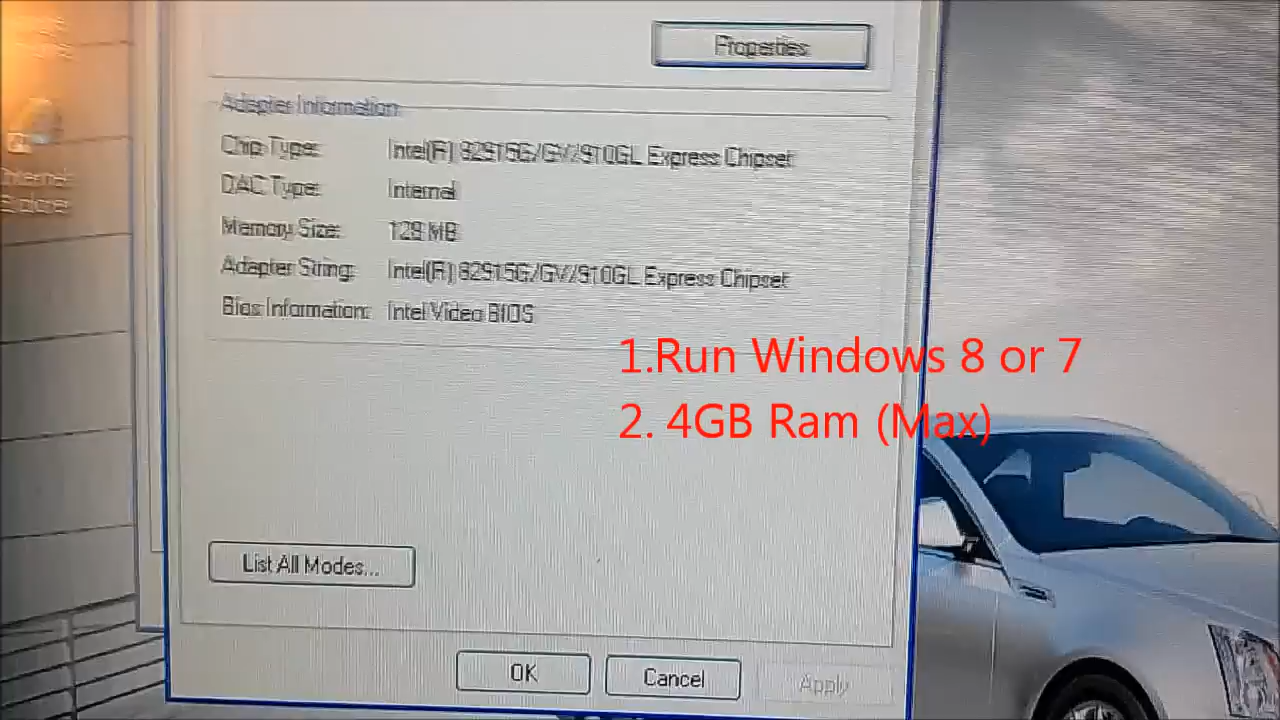 Properties
Adapter Information
Chip Type: Intel(R) 82915G/GV/910GL Express Chipset
DAC Type: Internal
Memory Size: 128 MB
Adapter String: Intel(R) 82915G/GV/910GL Express Chipset
Bios Information: Intel Video BIOS
1.Run Windows 8 or 7
2. 4GB Ram (Max)
List All Modes...
OK Cancel Apply
Internet
Explorer